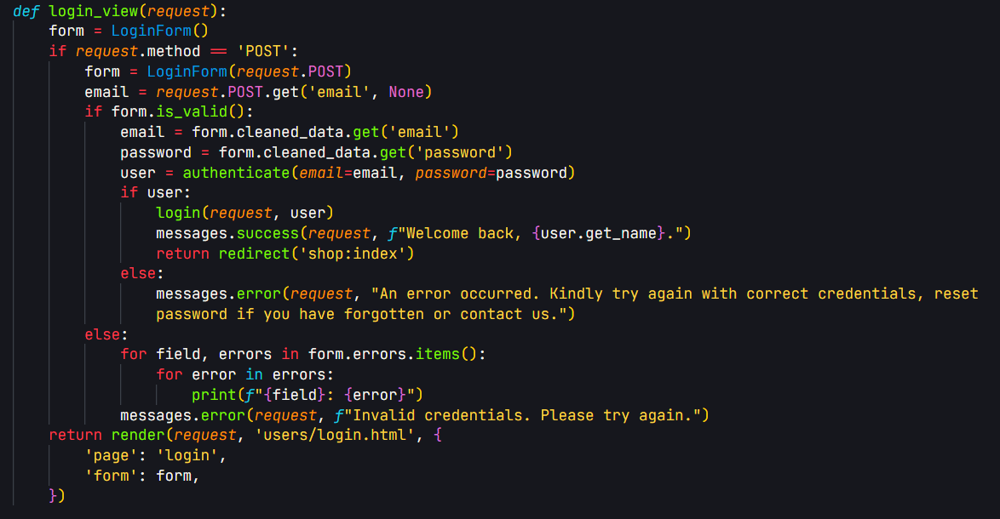 def login_view(request):
    form = LoginForm()
    if request.method == 'POST':
        form = LoginForm(request.POST)
        email = request.POST.get('email', None)
        if form.is_valid():
            email = form.cleaned_data.get('email')
            password = form.cleaned_data.get('password')
            user = authenticate(email=email, password=password)
            if user:
                login(request, user)
                messages.success(request, f"Welcome back, {user.get_name}.")
                return redirect('shop:index')
            else:
                messages.error(request, "An error occurred. Kindly try again with correct credentials, reset
                password if you have forgotten or contact us.")
        else:
            for field, errors in form.errors.items():
                for error in errors:
                    print(f"{field}: {error}")
            messages.error(request, f"Invalid credentials. Please try again.")
    return render(request, 'users/login.html', {
        'page': 'login',
        'form': form,
    })